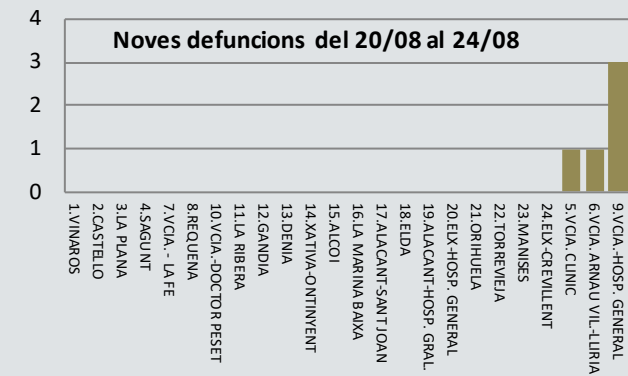 Noves defuncions del 20/08 al 24/08
4
3
2
1
0
1.VINAROS
2.CASTELLO
3.LA PLANA
4.SAGUNT
7.VCIA. - LA FE
8.REQUENA
10.VCIA.-DOCTOR PESET
11.LA RIBERA
12.GANDIA
13.DENIA
14.XATIVA-ONTINYENT
15.ALCOI
16.LA MARINA BAIXA
17.ALACANT-SANT JOAN
18.ELDA
19.ALACANT-HOSP. GRAL.
20.ELX-HOSP. GENERAL
21.ORIHUELA
22.TORREVIEJA
23.MANISES
24.ELX-CREVILLENT
5.VCIA. CLINIC
6.VCIA. ARNAU VIL.-LLIRIA
9.VCIA.-HOSP. GENERAL